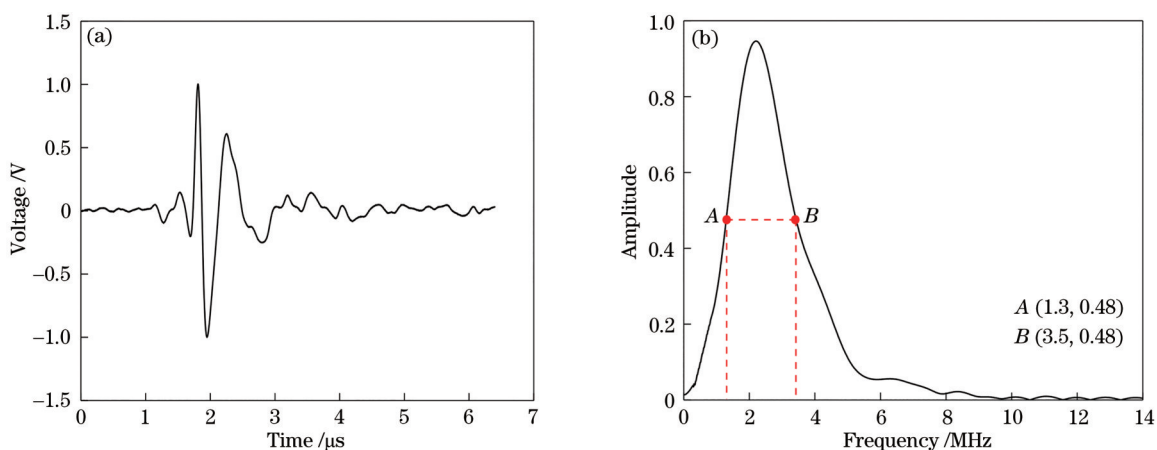 (a)
1.5
1.0
0.5
0
−0.5
−1.0
−1.5
0 1 2 3 4 5 6 7
Voltage /V
Time /μs
(b)
1.0
0.8
0.6
0.4
0.2
0
0 2 4 6 8 10 12 14
Amplitude
Frequency /MHz
A
B
A (1.3, 0.48)
B (3.5, 0.48)